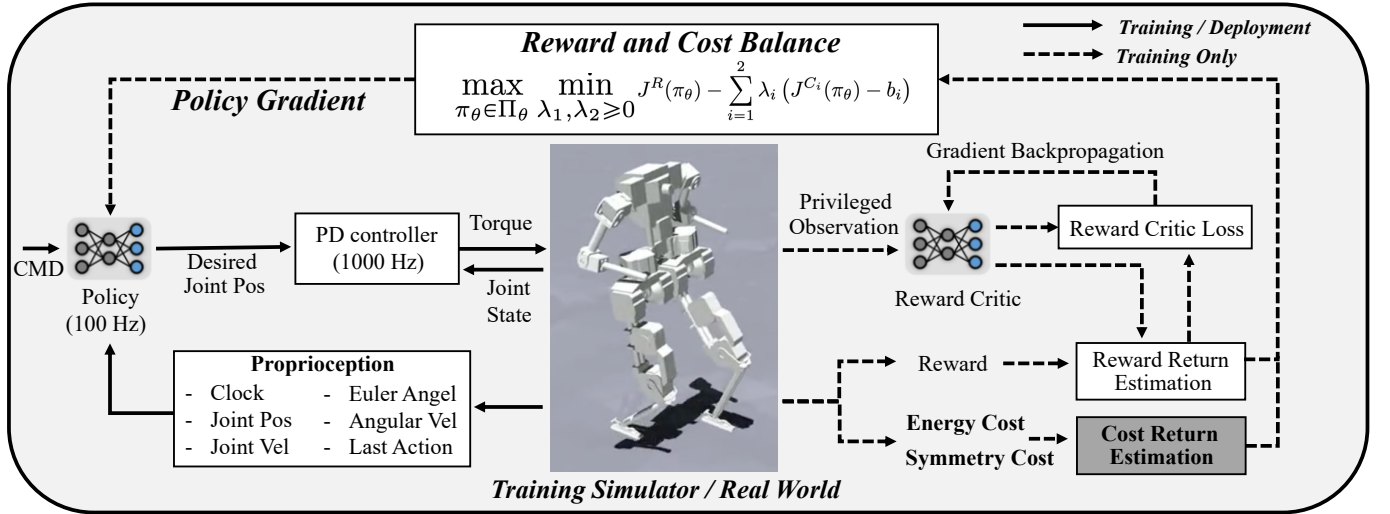 Reward and Cost Balance
max_{π_θ∈Π_θ} min_{λ_1,λ_2⩾0} J^R(π_θ) − ∑_{i=1}^{2} λ_i (J^{C_i}(π_θ) − b_i)
Training / Deployment
Training Only
Policy Gradient
Gradient Backpropagation
Privileged
Observation
Reward Critic Loss
Reward Critic
CMD
Policy
(100 Hz)
Desired
Joint Pos
PD controller
(1000 Hz)
Torque
Joint
State
Proprioception
- Clock - Euler Angel
- Joint Pos - Angular Vel
- Joint Vel - Last Action
Reward
Reward Return
Estimation
Energy Cost
Symmetry Cost
Cost Return
Estimation
Training Simulator / Real World